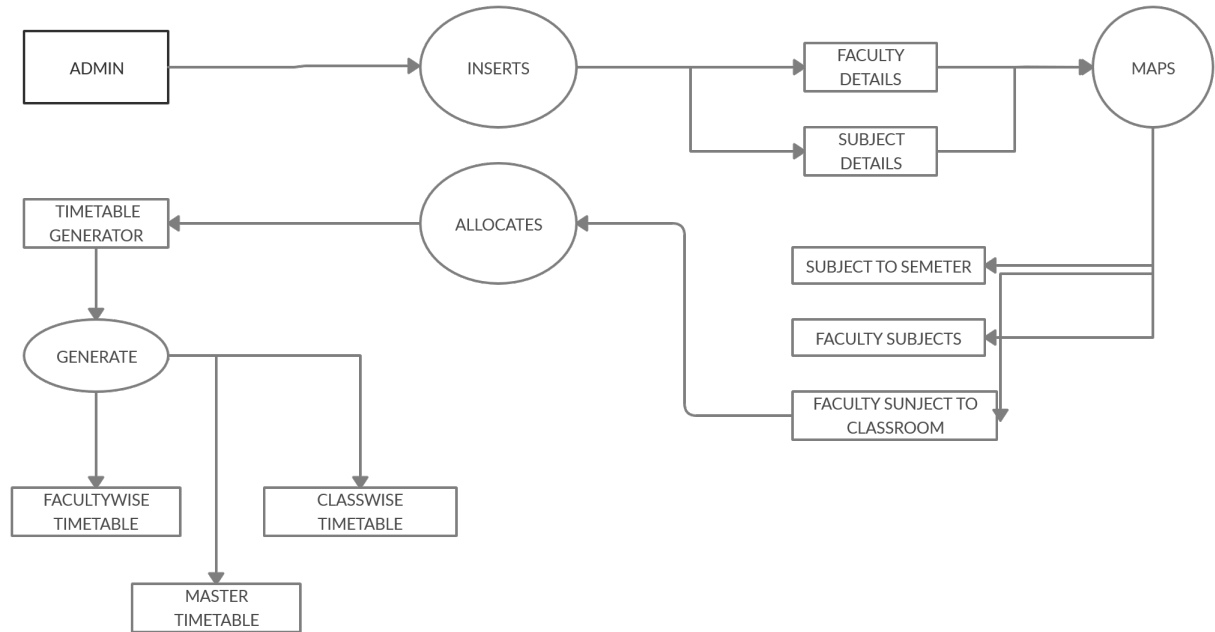 ADMIN
INSERTS
FACULTY
DETAILS
MAPS
SUBJECT
DETAILS
TIMETABLE
GENERATOR
ALLOCATES
SUBJECT TO SEMETER
FACULTY SUBJECTS
GENERATE
FACULTY SUNJECT TO
CLASSROOM
FACULTYWISE
TIMETABLE
CLASSWISE
TIMETABLE
MASTER
TIMETABLE